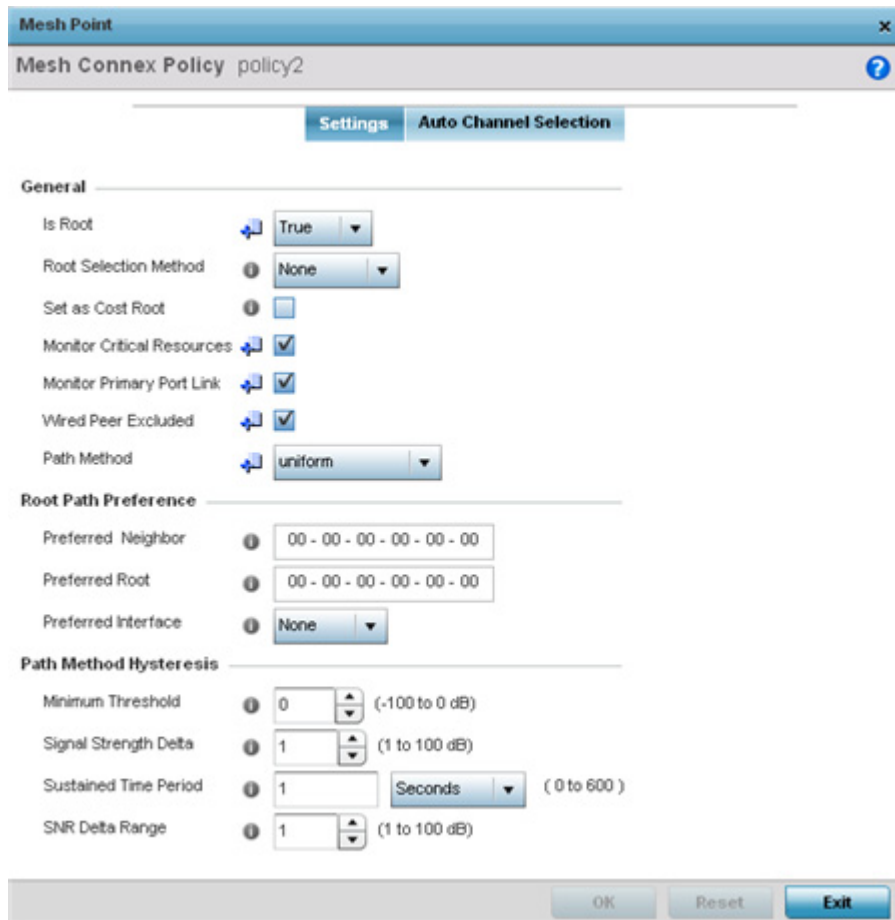 Mesh Point
Mesh Connex Policy policy2
Settings Auto Channel Selection
General
Is Root True
Root Selection Method None
Set as Cost Root
Monitor Critical Resources
Monitor Primary Port Link
Wired Peer Excluded
Path Method uniform
Root Path Preference
Preferred Neighbor 00 - 00 - 00 - 00 - 00 - 00
Preferred Root 00 - 00 - 00 - 00 - 00 - 00
Preferred Interface None
Path Method Hysteresis
Minimum Threshold 0 (-100 to 0 dB)
Signal Strength Delta 1 (1 to 100 dB)
Sustained Time Period 1 Seconds ( 0 to 600 )
SNR Delta Range 1 (1 to 100 dB)
OK Reset Exit